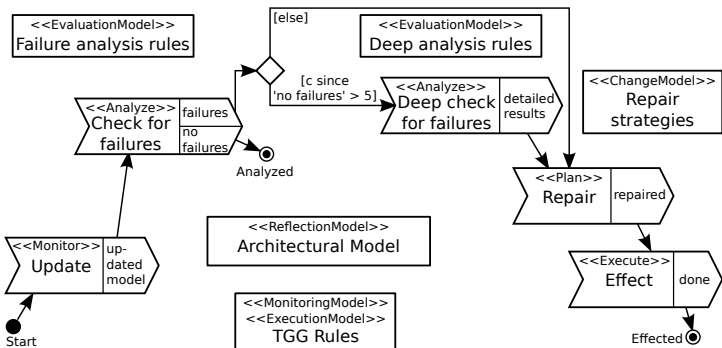 [else]
<<EvaluationModel>>
Failure analysis rules
<<EvaluationModel>>
Deep analysis rules
[c since
'no failures' > 5]
<<Analyze>>
Deep check
for failures
detailed
results
<<ChangeModel>>
Repair
strategies
<<Analyze>>
Check for
failures
failures
no
failures
Analyzed
<<Plan>>
Repair
repaired
<<ReflectionModel>>
Architectural Model
<<Monitor>>
Update
up-
dated
model
<<Execute>>
Effect
done
<<MonitoringModel>>
<<ExecutionModel>>
TGG Rules
Start
Effected